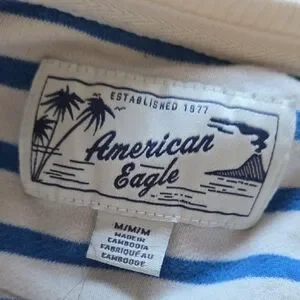 ESTABLISHED 1977
American
Eagle
M/M/M
MADE IN
CAMBODIA
FABRIQUÉ AU
CAMBODGE